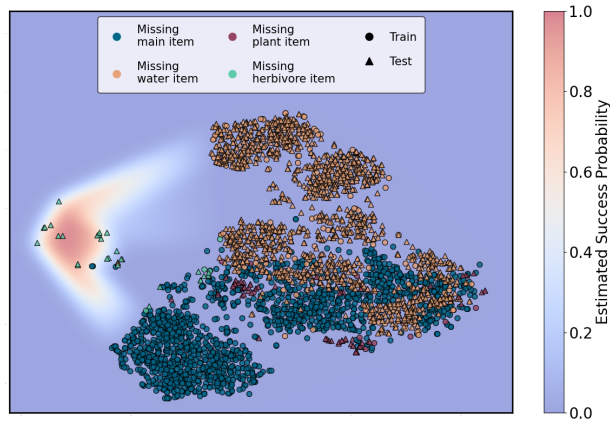 Missing
main item
Missing
plant item
Train
Missing
water item
Missing
herbivore item
Test
1.0
0.8
0.6
0.4
0.2
0.0
Estimated Success Probability